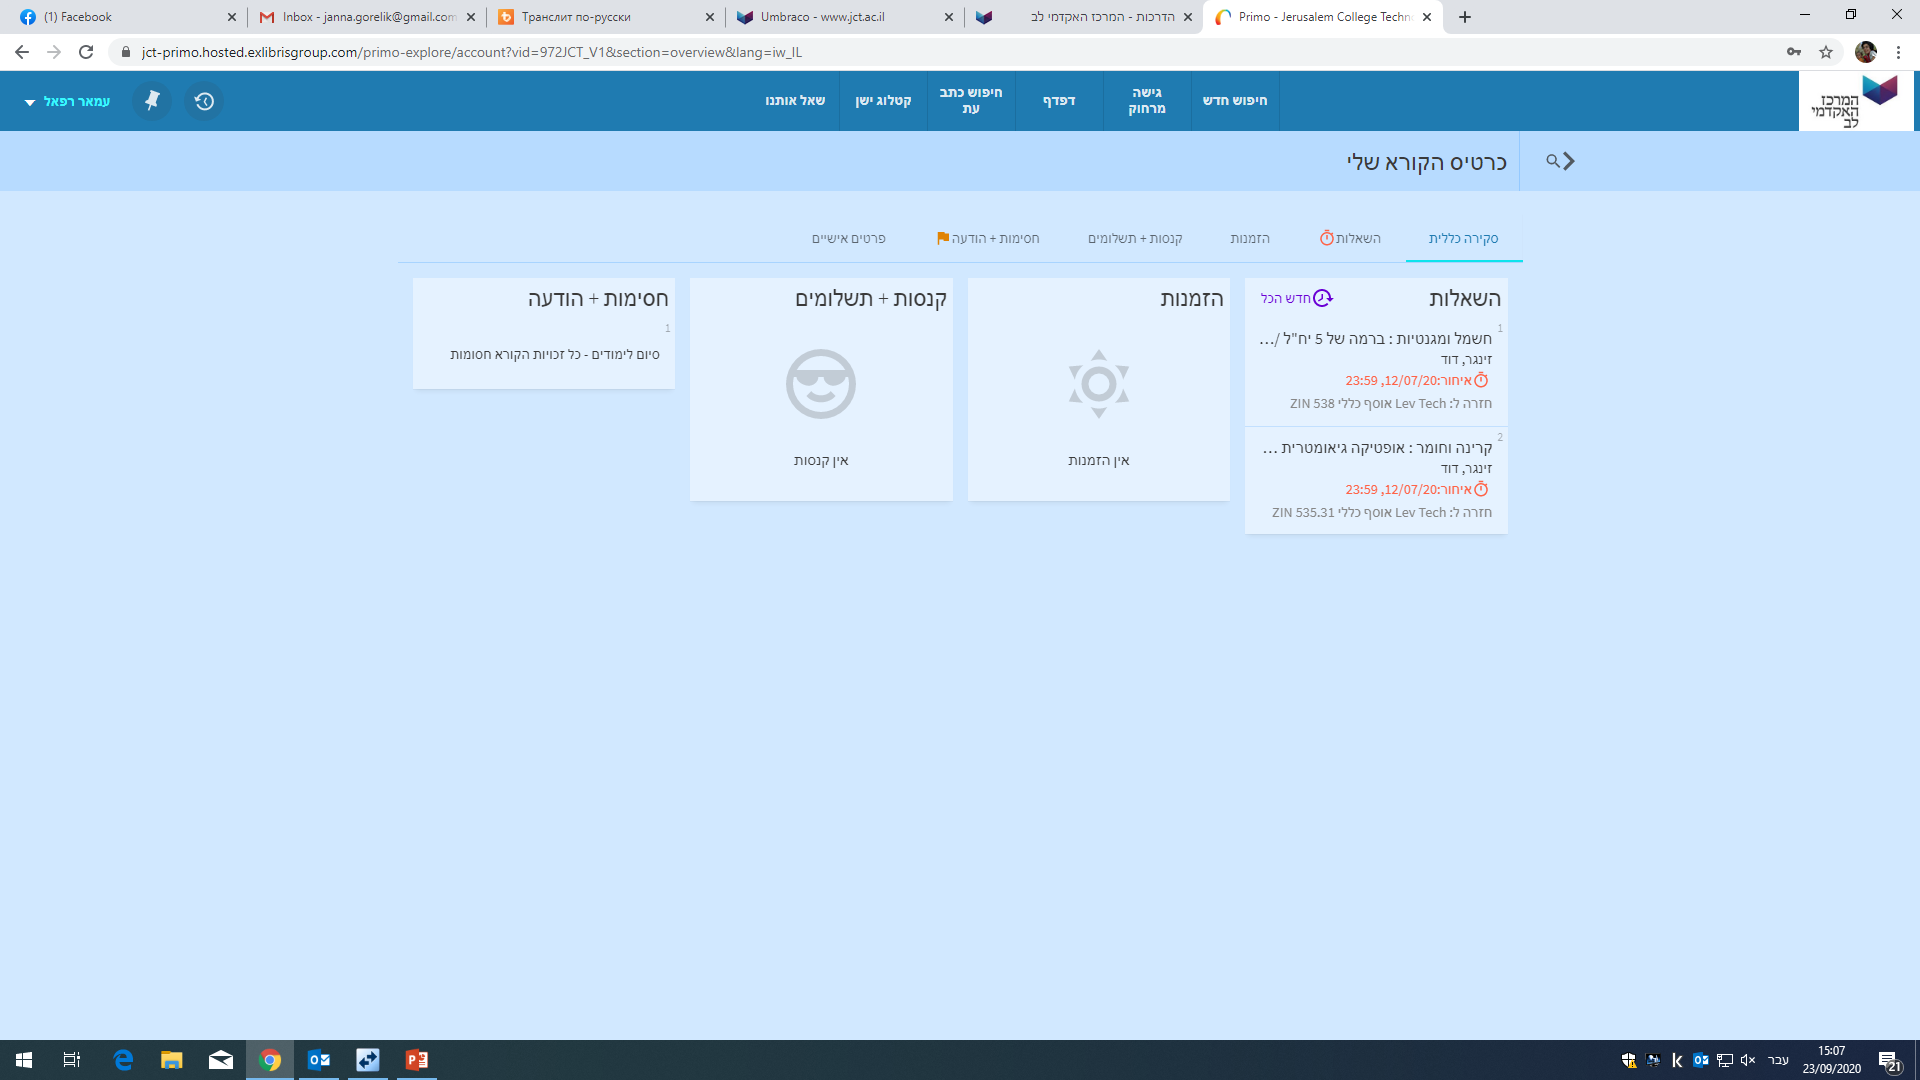 (1) Facebook
Inbox - janna.gorelik@gmail.com
Транслит по-русски
Umbraco - www.jct.ac.il
הדרכות - המרכז האקדמי לב
Primo - Jerusalem College Techn
jct-primo.hosted.exlibrisgroup.com/primo-explore/account?vid=972JCT_V1&section=overview&lang=iw_IL
המרכז
האקדמי
לב
חיפוש חדש
גישה
מרחוק
דפדף
חיפוש כתב
עת
קטלוג ישן
שאל אותנו
עמאר רפאל
כרטיס הקורא שלי
סקירה כללית
השאלות
הזמנות
קנסות + תשלומים
חסימות + הודעה
פרטים אישיים
השאלות
חדש הכל
1
חשמל ומגנטיות : ברמה של 5 יח"ל /...
זינגר, דוד
איחור:12/07/20, 23:59
חזרה ל: Lev Tech אוסף כללי ZIN 538
2
קרינה וחומר : אופטיקה גיאומטרית ...
זינגר, דוד
איחור:12/07/20, 23:59
חזרה ל: Lev Tech אוסף כללי ZIN 535.31
הזמנות
אין הזמנות
קנסות + תשלומים
אין קנסות
חסימות + הודעה
1
סיום לימודים - כל זכויות הקורא חסומות
עבר
15:07
23/09/2020
21